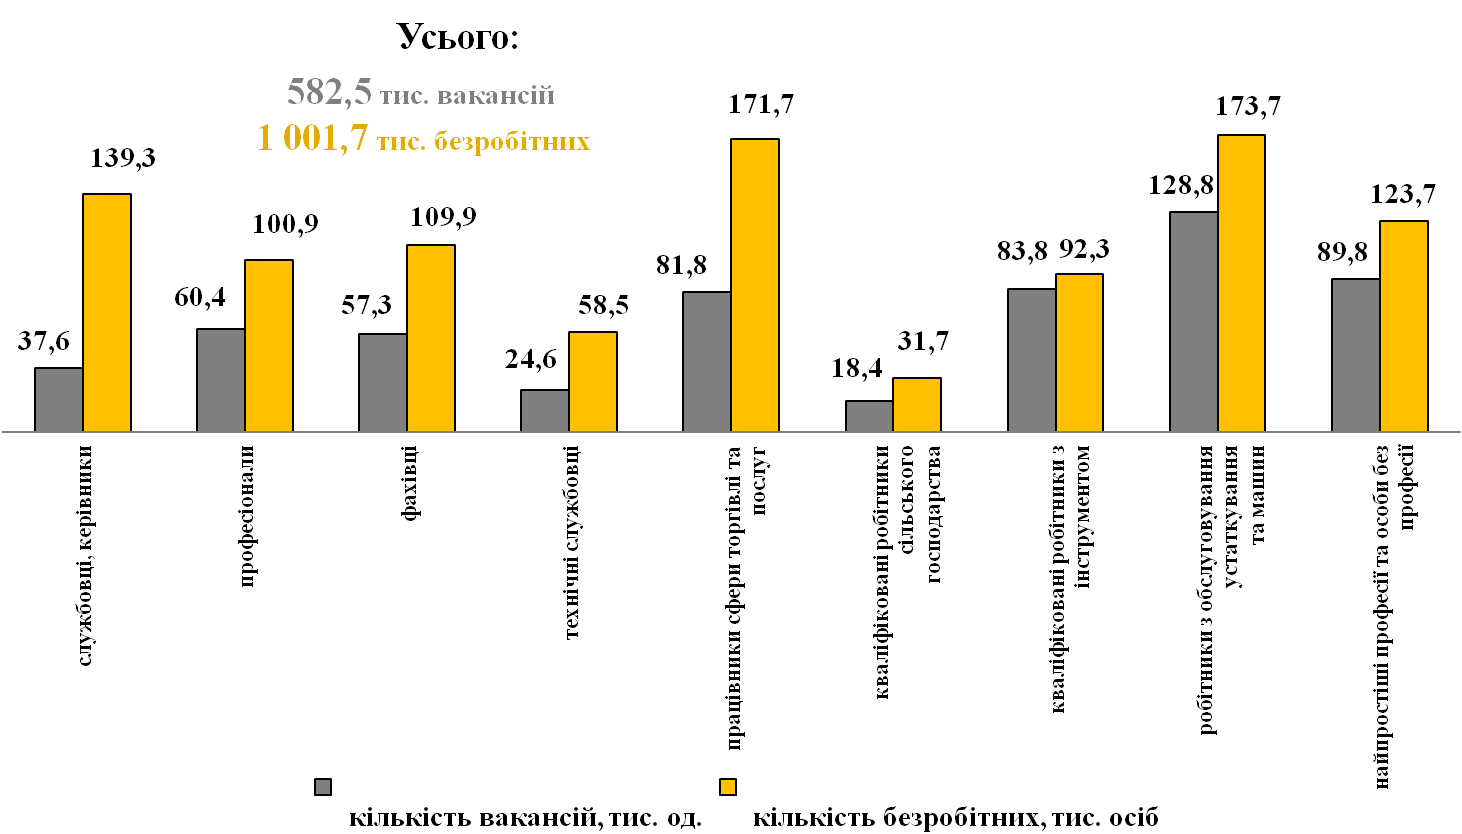 Усього:
582,5 тис. вакансій
1 001,7 тис. безробітних
37,6
139,3
60,4
100,9
57,3
109,9
24,6
58,5
81,8
171,7
18,4
31,7
83,8
92,3
128,8
173,7
89,8
123,7
службовці, керівники
професіонали
фахівці
технічні службовці
працівники сфери торгівлі та
послуг
кваліфіковані робітники
сільського
господарства
кваліфіковані робітники з
інструментом
робітники з обслуговування
устаткування
та машин
найпростіші професії та особи без
професії
кількість вакансій, тис. од.
кількість безробітних, тис. осіб